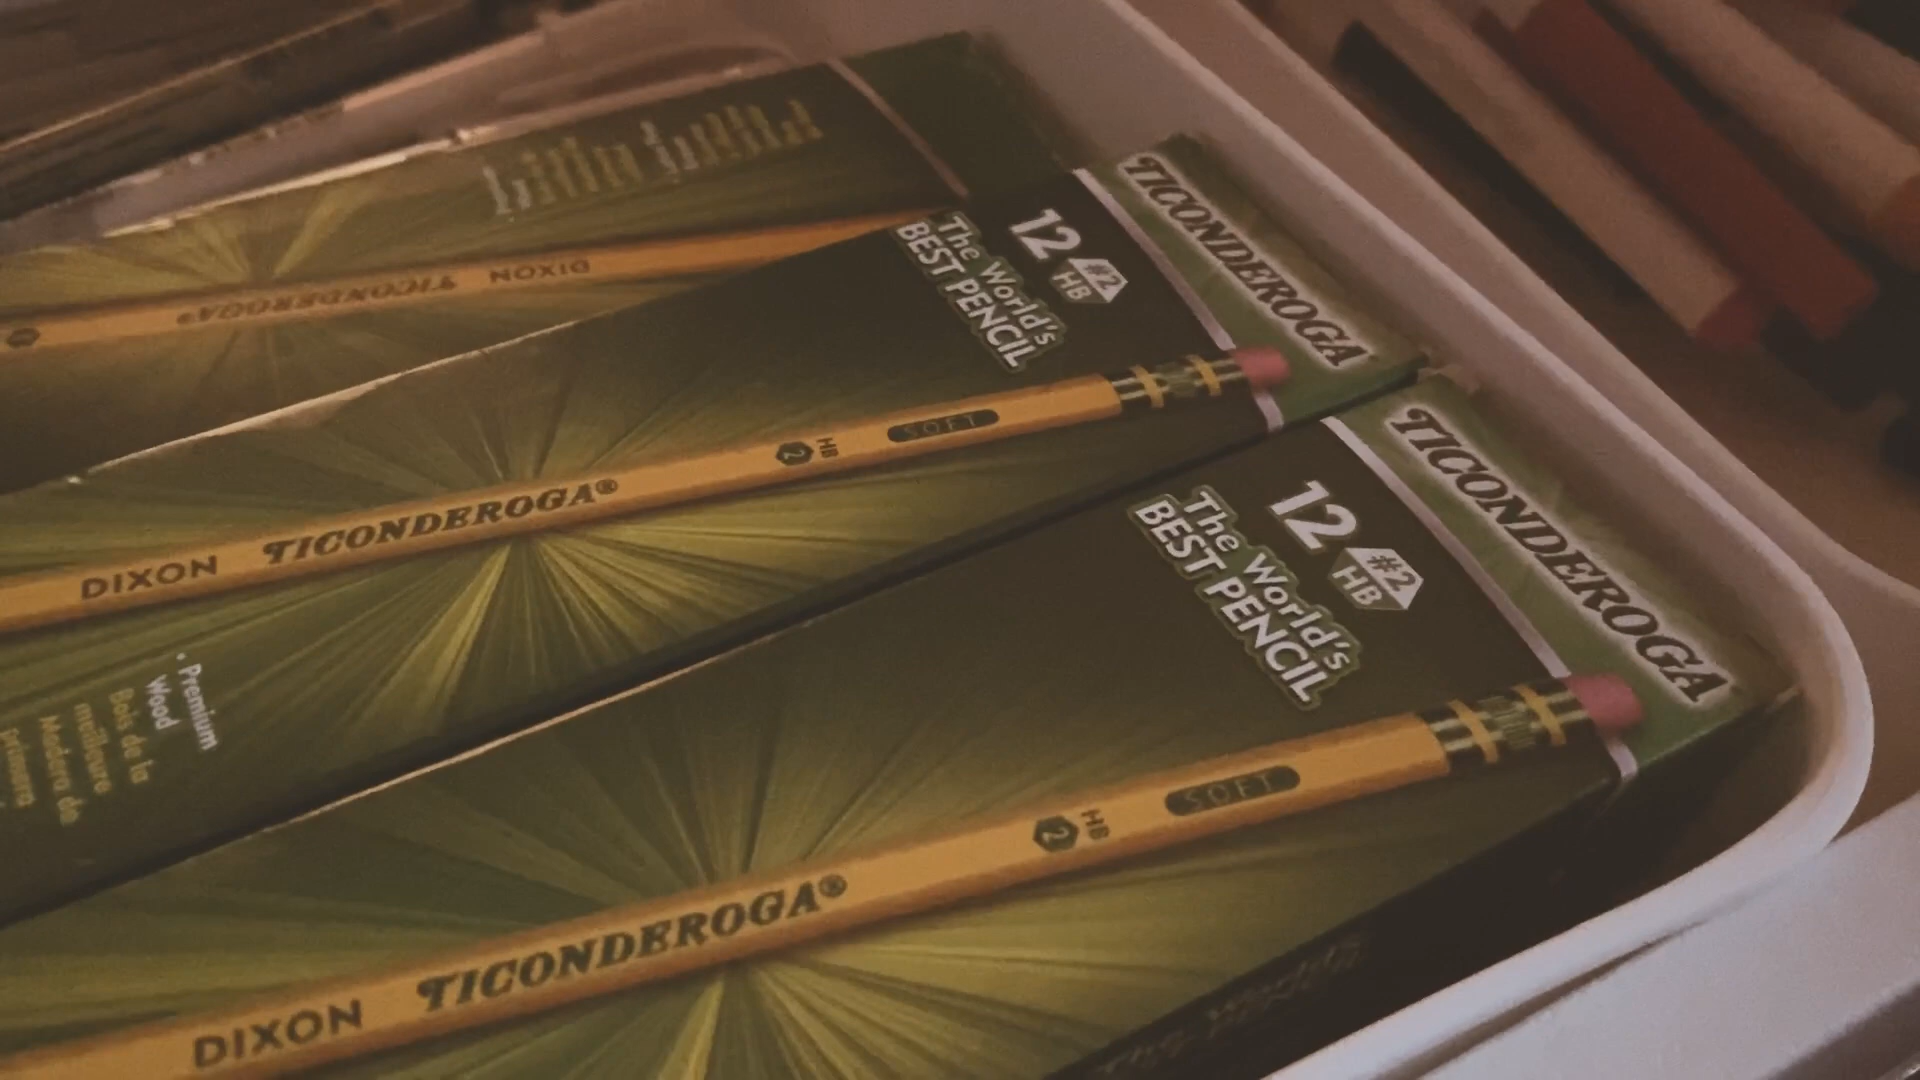 DIXON TICONDEROGA
TICONDEROGA
12
#2
HB
The World's
BEST PENCIL
DIXON TICONDEROGA® 2 HB SOFT
• Premium
Wood
Bois de la
meilleure
Madera de
primera
TICONDEROGA
12
#2
HB
The World's
BEST PENCIL
DIXON TICONDEROGA® 2 HB SOFT